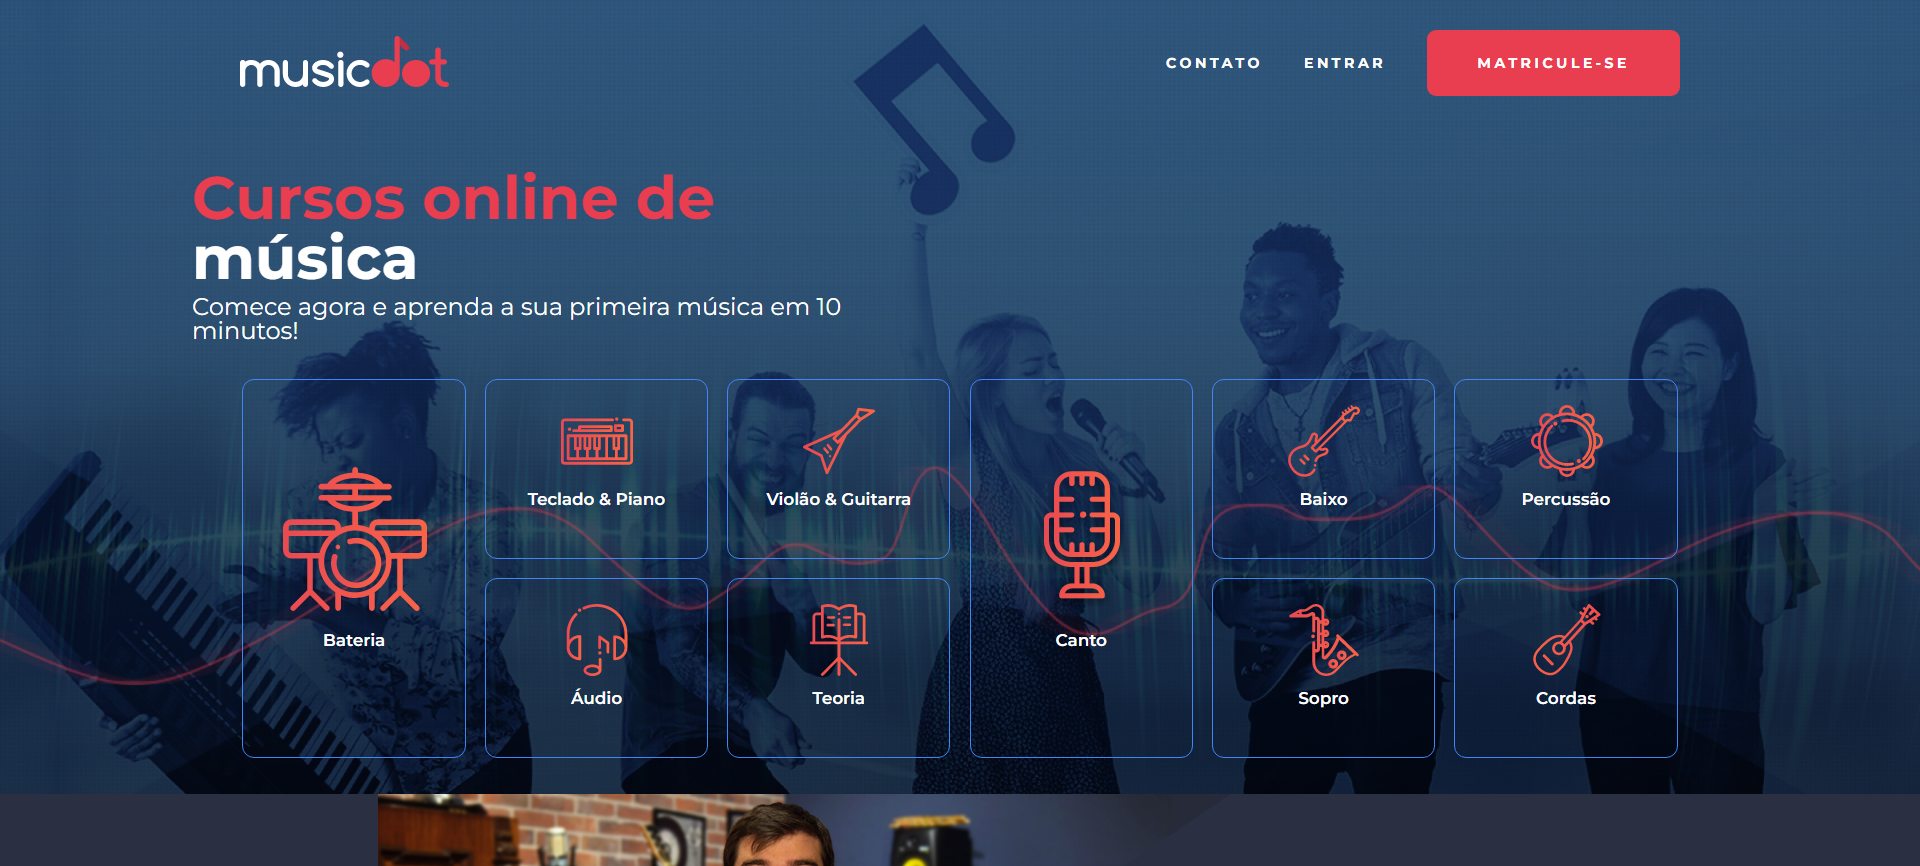 musicdot
CONTATO
ENTRAR
MATRICULE-SE
Cursos online de
música
Comece agora e aprenda a sua primeira música em 10
minutos!
Bateria
Teclado & Piano
Violão & Guitarra
Canto
Baixo
Percussão
Áudio
Teoria
Sopro
Cordas